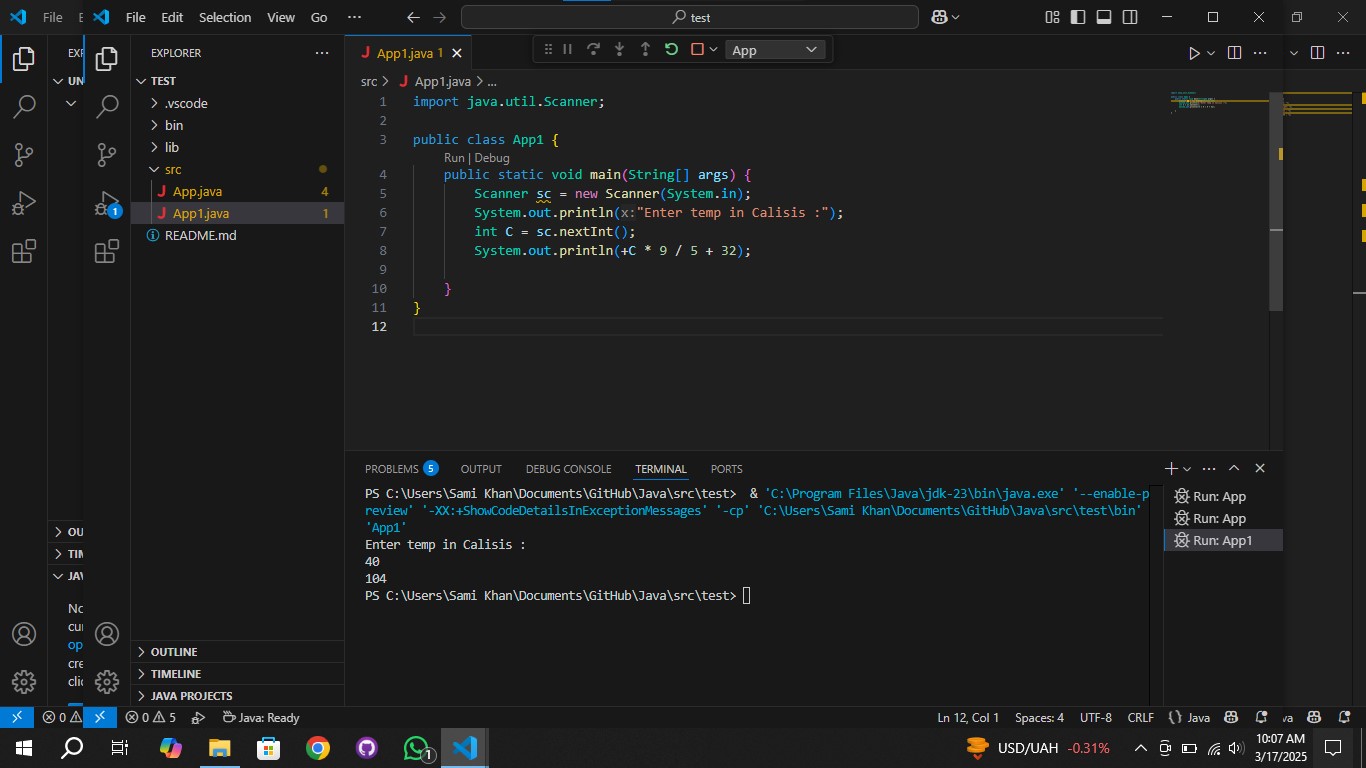 File
E
File Edit Selection View Go ···
test
EXP
EXPLORER
App1.java 1
App
UN
TEST
src > App1.java > ...
.vscode
bin
lib
src
App.java 4
App1.java 1
README.md
1
1 import java.util.Scanner;
2
3 public class App1 {
Run | Debug
4 public static void main(String[] args) {
5 Scanner sc = new Scanner(System.in);
6 System.out.println(x:"Enter temp in Calisis :");
7 int C = sc.nextInt();
8 System.out.println(+C * 9 / 5 + 32);
9
10 }
11 }
12
PROBLEMS 5 OUTPUT DEBUG CONSOLE TERMINAL PORTS
PS C:\Users\Sami Khan\Documents\GitHub\Java\src\test> & 'C:\Program Files\Java\jdk-23\bin\java.exe' '--enable-p
review' '-XX:+ShowCodeDetailsInExceptionMessages' '-cp' 'C:\Users\Sami Khan\Documents\GitHub\Java\src\test\bin'
'App1'
Enter temp in Calisis :
40
104
PS C:\Users\Sami Khan\Documents\GitHub\Java\src\test>
Run: App
Run: App
Run: App1
OU
TIM
JAV
No
cur
op
cre
clic
OUTLINE
TIMELINE
JAVA PROJECTS
0
0 5
Java: Ready
Ln 12, Col 1 Spaces: 4 UTF-8 CRLF { } Java
va
1
USD/UAH -0.31%
10:07 AM
3/17/2025